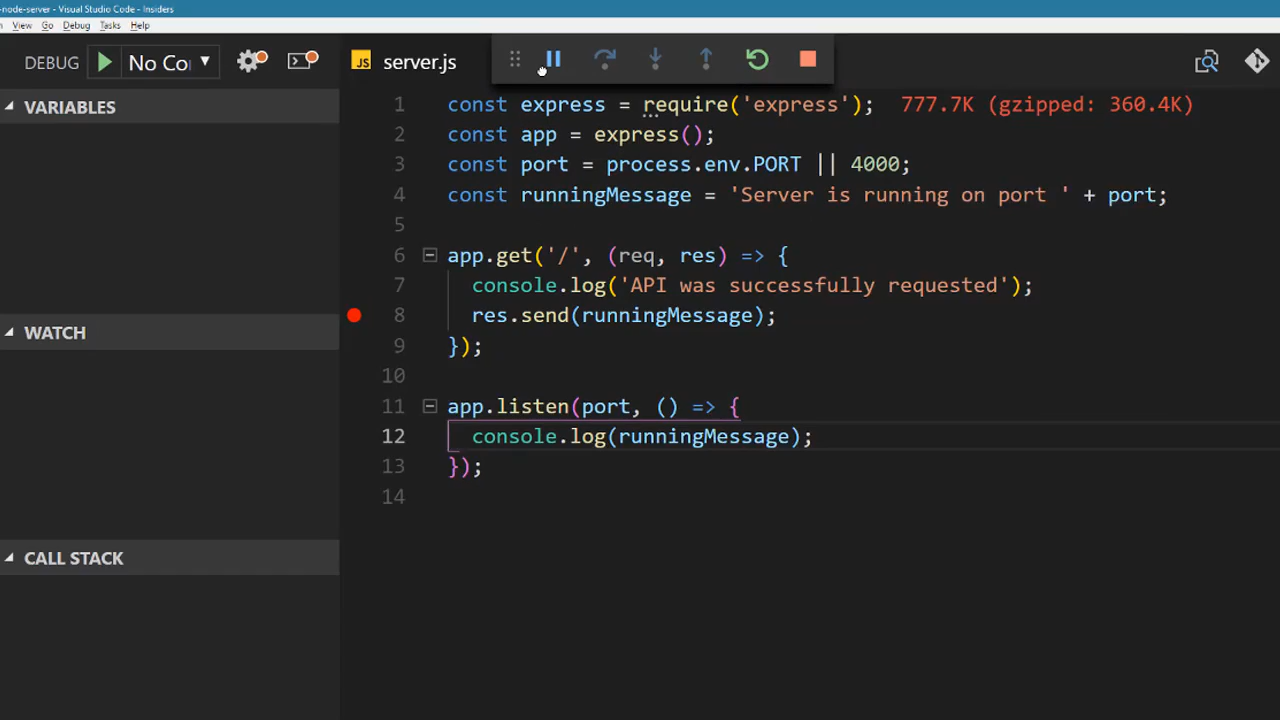 -node-server - Visual Studio Code - Insiders
View Go Debug Tasks Help
DEBUG No Co
JS server.js
VARIABLES
WATCH
CALL STACK
1 const express = require('express'); 777.7K (gzipped: 360.4K)
2 const app = express();
3 const port = process.env.PORT || 4000;
4 const runningMessage = 'Server is running on port ' + port;
5
6 app.get('/', (req, res) => {
7 console.log('API was successfully requested');
8 res.send(runningMessage);
9 });
10
11 app.listen(port, () => {
12 console.log(runningMessage);
13 });
14